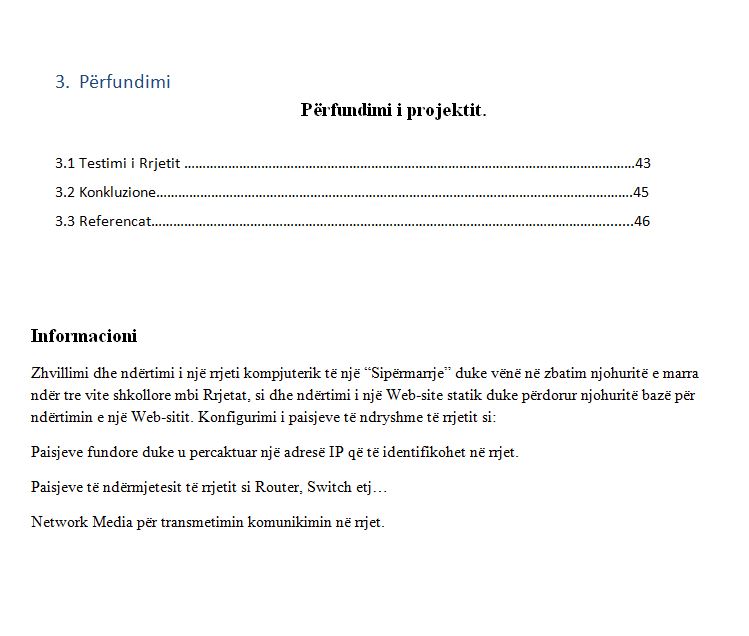 3. Përfundimi
Përfundimi i projektit.
3.1 Testimi i Rrjetit ……………………………………………………………………………………………………43
3.2 Konkluzione…………………………………………………………………………………………………………..45
3.3 Referencat…………………………………………………………………………………………………….........46
Informacioni
Zhvillimi dhe ndërtimi i një rrjeti kompjuterik të një “Sipërmarrje” duke vënë në zbatim njohuritë e marra
ndër tre vite shkollore mbi Rrjetat, si dhe ndërtimi i një Web-site statik duke përdorur njohuritë bazë për
ndërtimin e një Web-sitit. Konfigurimi i paisjeve të ndryshme të rrjetit si:
Paisjeve fundore duke u percaktuar një adresë IP që të identifikohet në rrjet.
Paisjeve të ndërmjetesit të rrjetit si Router, Switch etj…
Network Media për transmetimin komunikimin në rrjet.